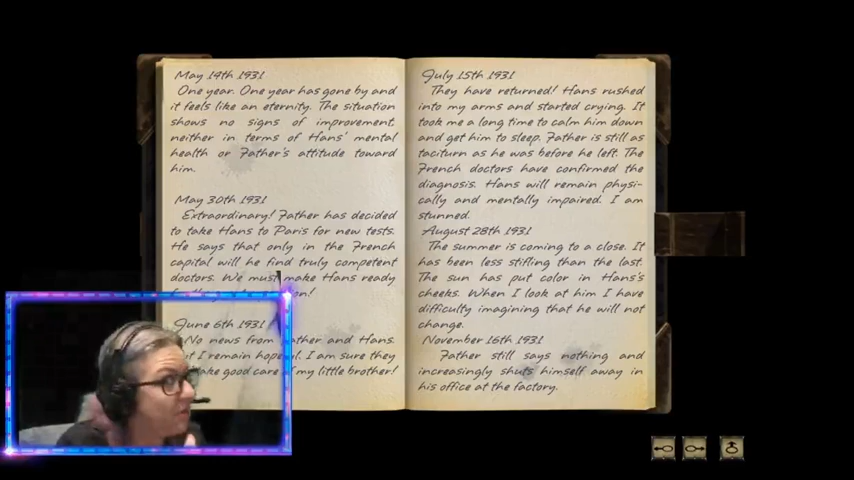 May 14th 1931
One year. One year has gone by and
it feels like an eternity. The situation
shows no signs of improvement
neither in terms of Hans' mental
health or Father's attitude toward
him.
May 30th 1931
Extraordinary! Father has decided
to take Hans to Paris for new tests.
He says that only in the French
capital will he find truly competent
doctors. We must make Hans ready
June 6th 1931
No news from Father and Hans.
I remain hopeful. I am sure they
take good care of my little brother!
July 15th 1931
They have returned! Hans rushed
into my arms and started crying. It
took me a long time to calm him down
and get him to sleep. Father is still as
taciturn as he was before he left. The
French doctors have confirmed the
diagnosis. Hans will remain physi-
cally and mentally impaired. I am
stunned.
August 28th 1931
The summer is coming to a close. It
has been less stifling than the last.
The sun has put color in Hans's
cheeks. When I look at him I have
difficulty imagining that he will not
change.
November 16th 1931
Father still says nothing and
increasingly shuts himself away in
his office at the factory.